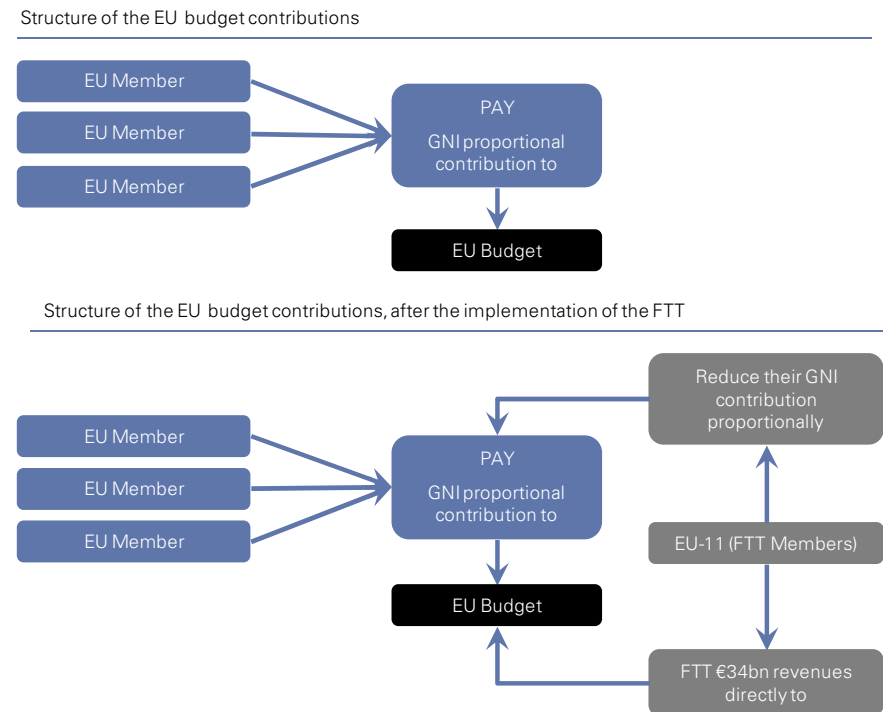 Structure of the EU budget contributions
EU Member
EU Member
EU Member
PAY
GNI proportional
contribution to
EU Budget
Structure of the EU budget contributions, after the implementation of the FTT
Reduce their GNI
contribution
proportionally
EU Member
EU Member
EU Member
PAY
GNI proportional
contribution to
EU-11 (FTT Members)
EU Budget
FTT €34bn revenues
directly to